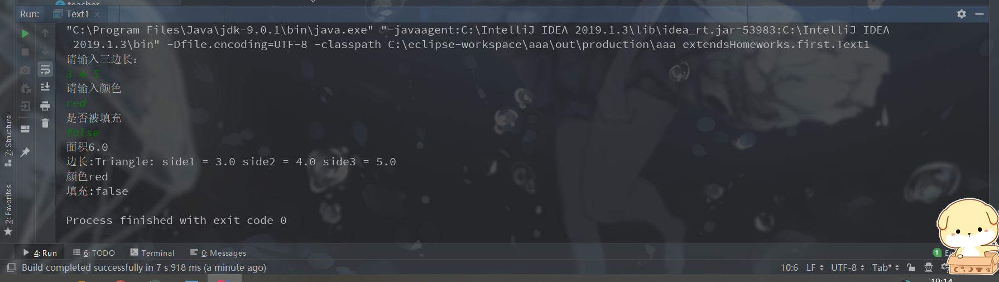 teacher
Run: Text1
"C:\Program Files\Java\jdk-9.0.1\bin\java.exe" "-javaagent:C:\IntelliJ IDEA 2019.1.3\lib\idea_rt.jar=53983:C:\IntelliJ IDEA
2019.1.3\bin" -Dfile.encoding=UTF-8 -classpath C:\eclipse-workspace\aaa\out\production\aaa extendsHomeworks.first.Text1
请输入三边长:
3 4 5
请输入颜色
red
是否被填充
false
面积6.0
边长:Triangle: side1 = 3.0 side2 = 4.0 side3 = 5.0
颜色red
填充:false
Process finished with exit code 0
7: Structure
2: Favorites
4: Run 6: TODO Terminal 0: Messages 1
Build completed successfully in 7 s 918 ms (a minute ago) 10:6 LF UTF-8 Tab*
19:14